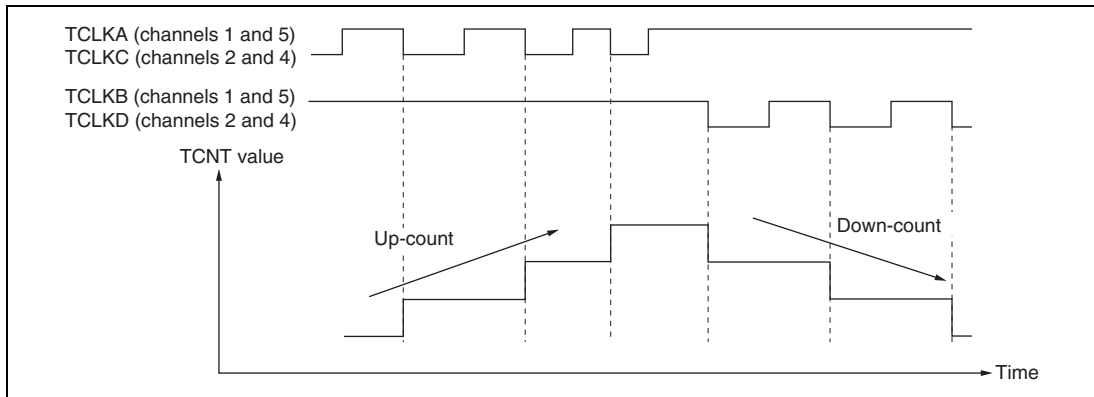 TCLKA (channels 1 and 5)
TCLKC (channels 2 and 4)
TCLKB (channels 1 and 5)
TCLKD (channels 2 and 4)
TCNT value
Up-count
Down-count
Time